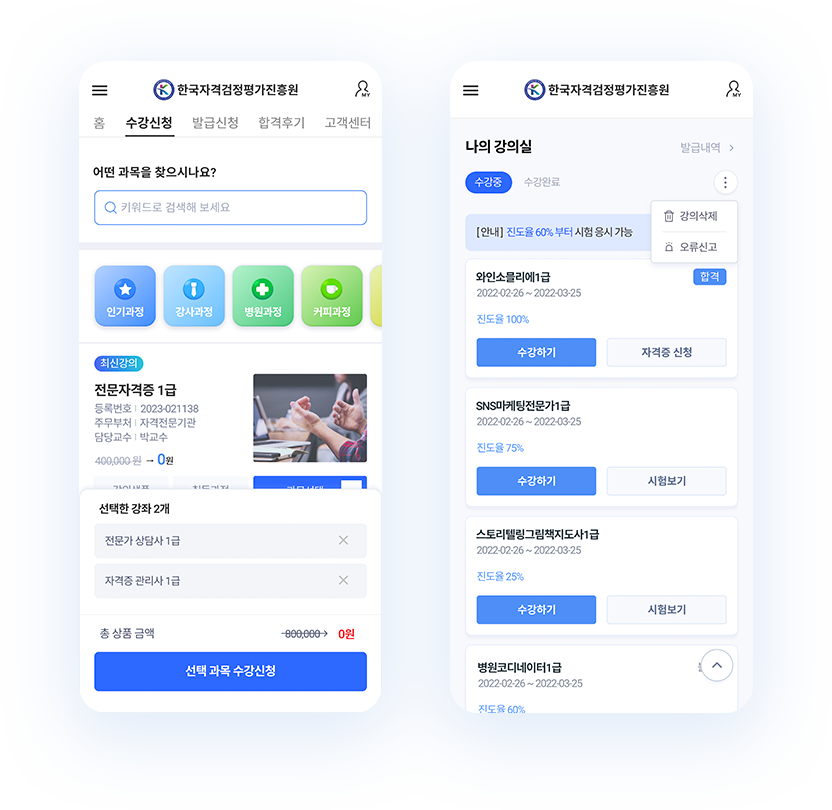 한국자격검정평가진흥원
MY
홈 수강신청 발급신청 합격후기 고객센터
어떤 과목을 찾으시나요?
키워드로 검색해 보세요
인기과정 강사과정 병원과정 커피과정
최신강의
전문자격증 1급
등록번호 | 2023-021138
주무부처 | 자격전문기관
담당교수 | 박교수
400,000 원 → 0원
선택한 강좌 2개
전문가 상담사 1급
자격증 관리사 1급
총 상품 금액 800,000 → 0원
선택 과목 수강신청
한국자격검정평가진흥원
MY
나의 강의실 발급내역 >
수강중 수강완료
강의삭제
오류신고
[안내] 진도율 60% 부터 시험 응시 가능
와인소믈리에1급 합격
2022-02-26 ~ 2022-03-25
진도율 100%
수강하기 자격증 신청
SNS마케팅전문가1급
2022-02-26 ~ 2022-03-25
진도율 75%
수강하기 시험보기
스토리텔링그림책지도사1급
2022-02-26 ~ 2022-03-25
진도율 25%
수강하기 시험보기
병원코디네이터1급
2022-02-26 ~ 2022-03-25
진도율 60%